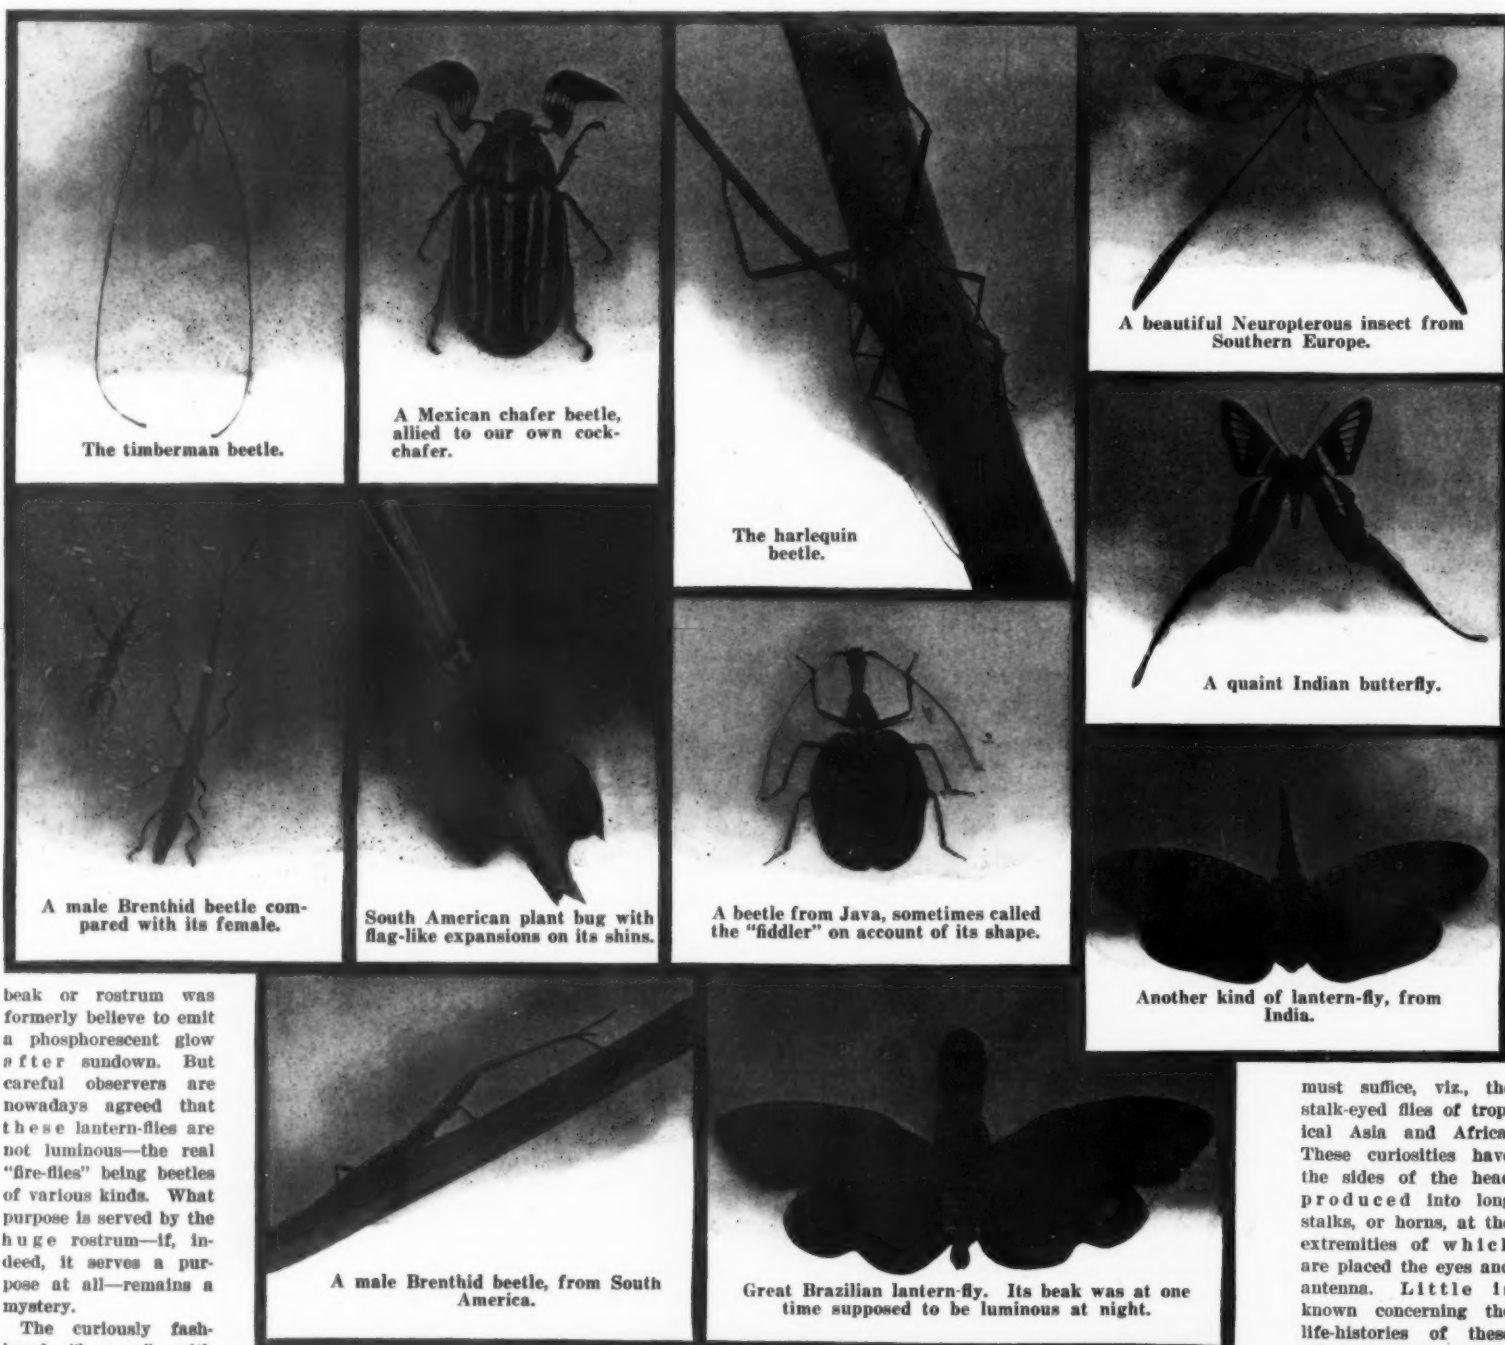 The timberman beetle.
A Mexican chafer beetle,
allied to our own cock-
chafer.
The harlequin
beetle.
A beautiful Neuropterous insect from
Southern Europe.
A quaint Indian butterfly.
A male Brenthid beetle com-
pared with its female.
South American plant bug with
flag-like expansions on its shins.
A beetle from Java, sometimes called
the "fiddler" on account of its shape.
Another kind of lantern-fly, from
India.
A male Brenthid beetle, from South
America.
Great Brazilian lantern-fly. Its beak was at one
time supposed to be luminous at night.
beak or rostrum was
formerly believe to emit
a phosphorescent glow
after sundown. But
careful observers are
nowadays agreed that
these lantern-flies are
not luminous—the real
"fire-flies" being beetles
of various kinds. What
purpose is served by the
huge rostrum—if, in-
deed, it serves a pur-
pose at all—remains a
mystery.
The curiously fash-
must suffice, viz., the
stalk-eyed flies of trop
ical Asia and Africa
These curiosities have
the sides of the head
produced into long
stalks, or horns, at the
extremities of which
are placed the eyes and
antenna. Little is
known concerning the
life-histories of these